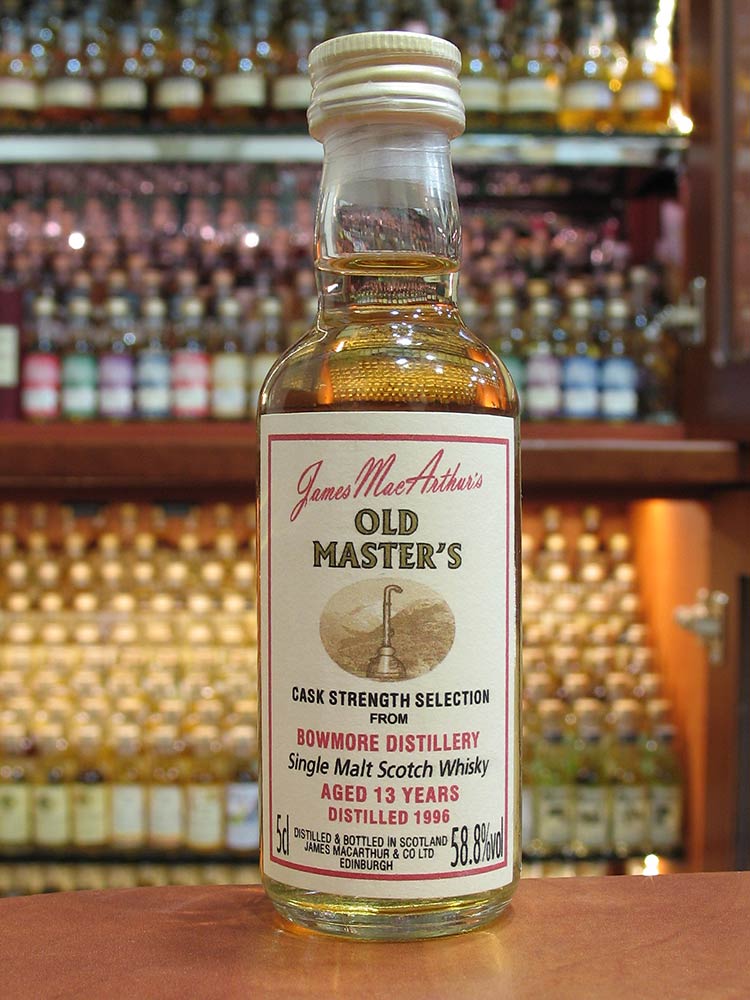 James MacArthur's
OLD
MASTER'S
CASK STRENGTH SELECTION
FROM
BOWMORE DISTILLERY
Single Malt Scotch Whisky
AGED 13 YEARS
DISTILLED 1996
5cl
DISTILLED & BOTTLED IN SCOTLAND
JAMES MACARTHUR & CO LTD
EDINBURGH
58.8%vol